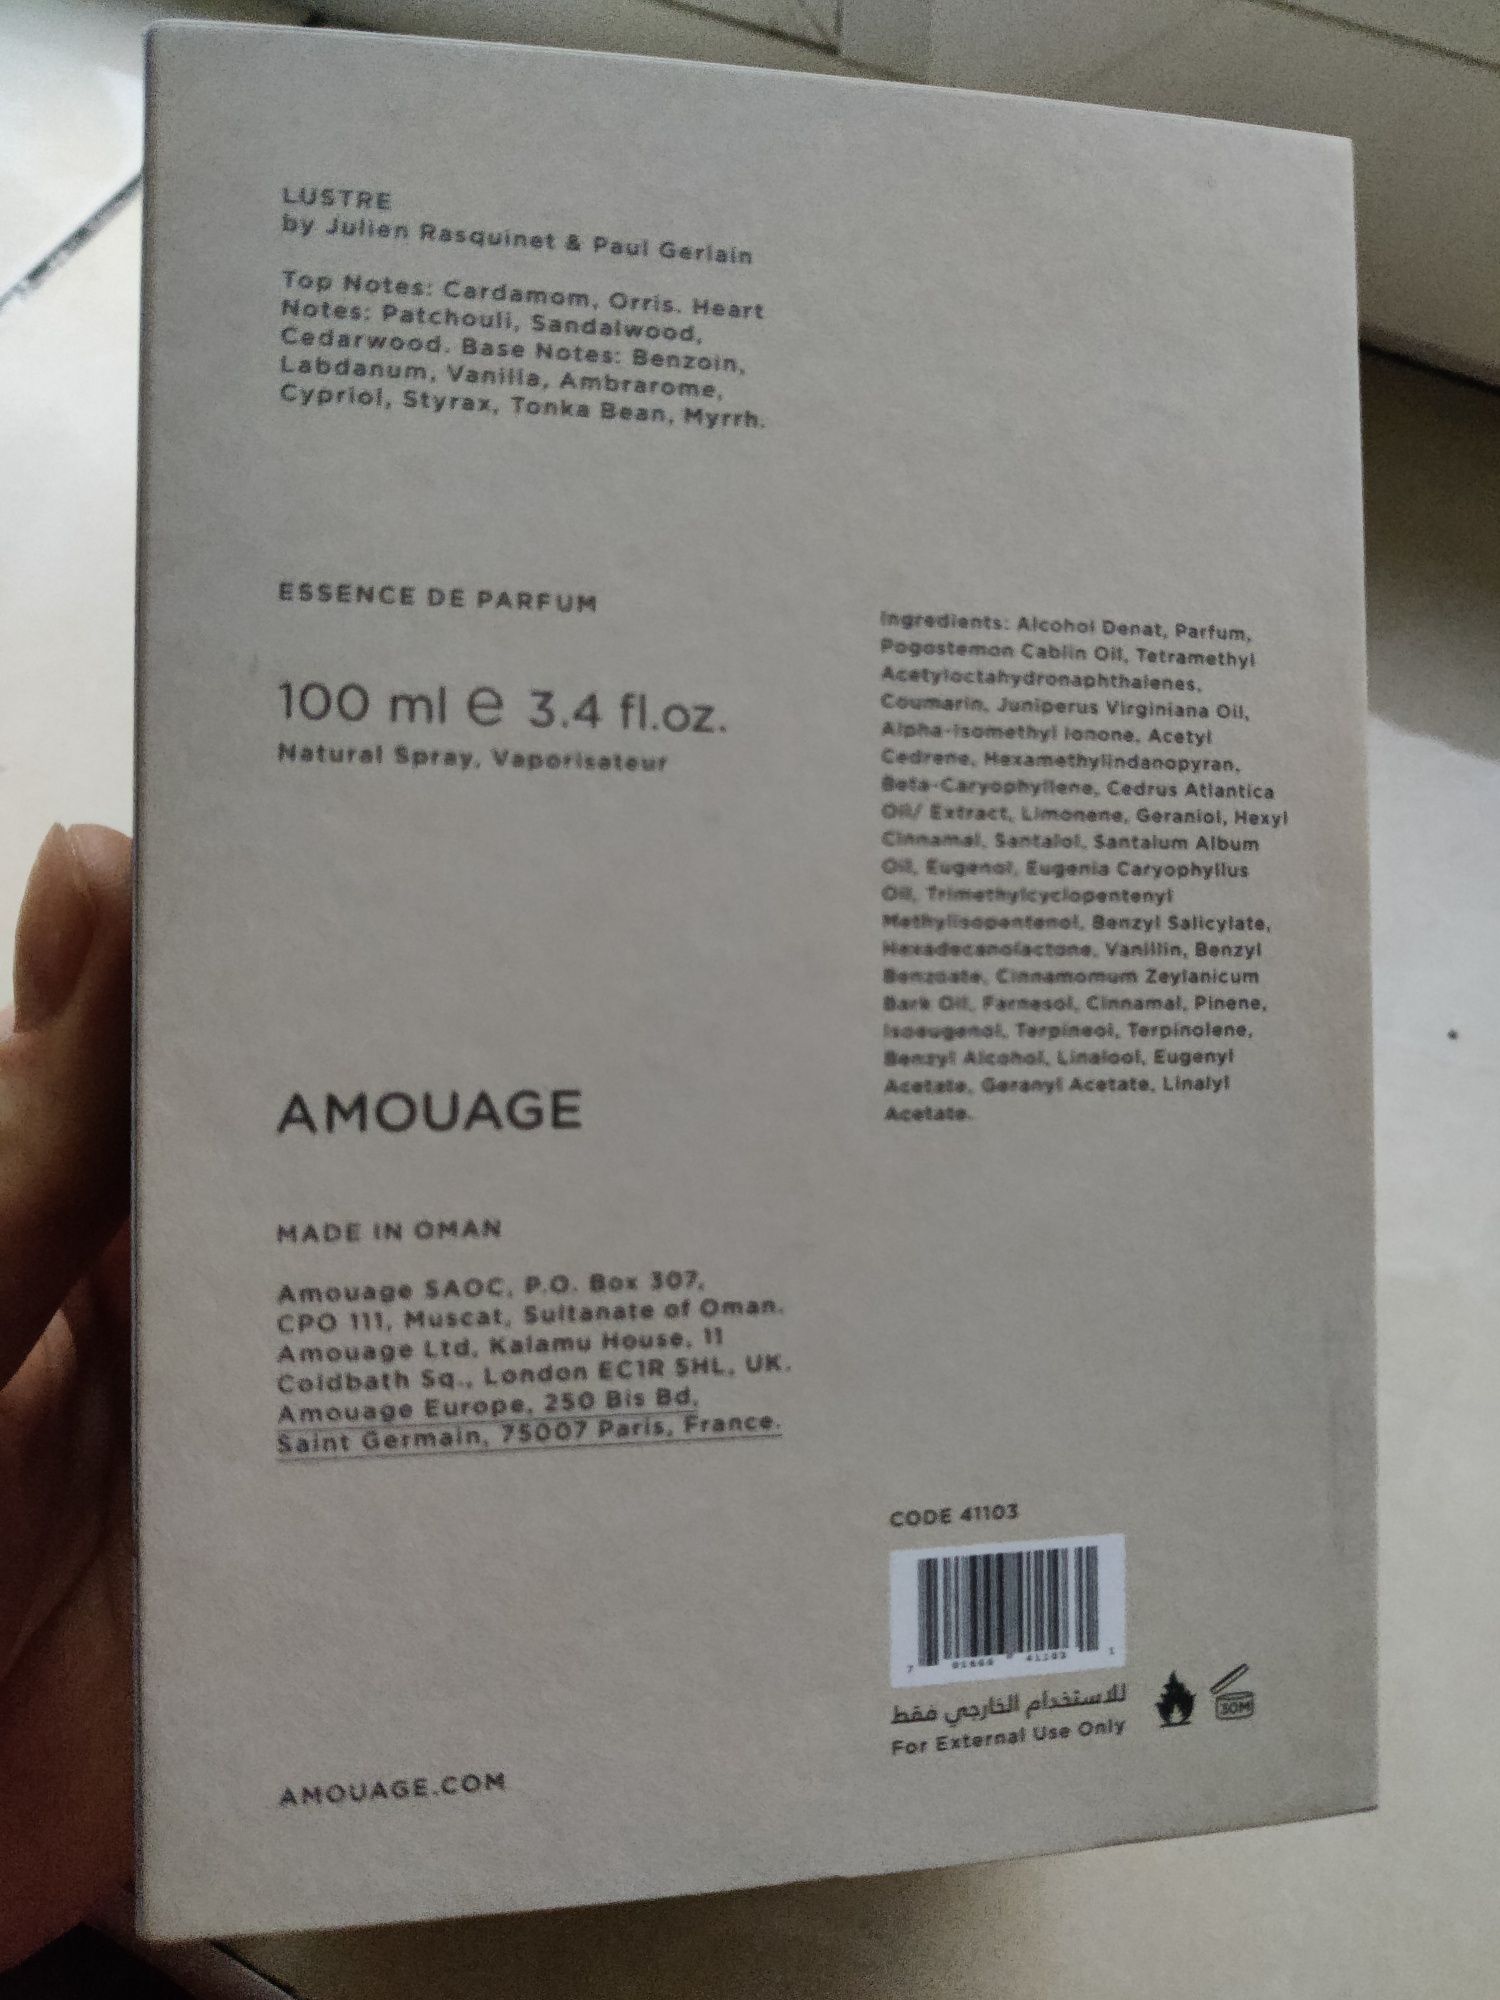 LUSTRE
by Julien Rasquinet & Paul Gerlain
Top Notes: Cardamom, Orris. Heart
Notes: Patchouli, Sandalwood,
Cedarwood. Base Notes: Benzoin,
Labdanum, Vanilla, Ambrarome,
Cypriol, Styrax, Tonka Bean, Myrrh.
ESSENCE DE PARFUM
100 ml e 3.4 fl.oz.
Natural Spray, Vaporisateur
Ingredients: Alcohol Denat, Parfum,
Pogostemon Cablin Oil, Tetramethyl
Acetyloctahydronaphthalenes,
Coumarin, Juniperus Virginiana Oil,
Alpha-Isomethyl Ionone, Acetyl
Cedrene, Hexamethylindanopyran,
Beta-Caryophyllene, Cedrus Atlantica
Oil/ Extract, Limonene, Geraniol, Hexyl
Cinnamal, Santalol, Santalum Album
Oil, Eugenol, Eugenia Caryophyllus
Oil, Trimethylcyclopentenyl
Methylisopentenol, Benzyl Salicylate,
Hexadecanolactone, Vanillin, Benzyl
Benzoate, Cinnamomum Zeylanicum
Bark Oil, Farnesol, Cinnamal, Pinene,
Isoeugenol, Terpineol, Terpinolene,
Benzyl Alcohol, Linalool, Eugenyl
Acetate, Geranyl Acetate, Linalyl
Acetate.
AMOUAGE
MADE IN OMAN
Amouage SAOC, P.O. Box 307,
CPO 111, Muscat, Sultanate of Oman.
Amouage Ltd, Kalamu House, 11
Coldbath Sq., London EC1R 5HL, UK.
Amouage Europe, 250 Bis Bd,
Saint Germain, 75007 Paris, France.
CODE 41103
7 41103 1
للاستخدام الخارجي فقط
For External Use Only
30M
AMOUAGE.COM